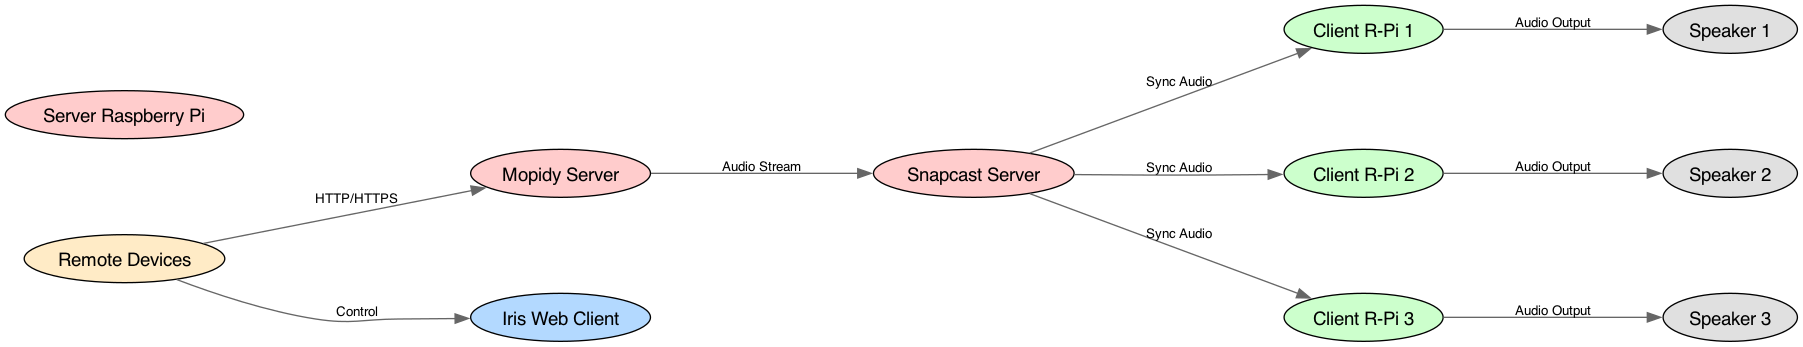 Server Raspberry Pi
Remote Devices
HTTP/HTTPS
Control
Mopidy Server
Iris Web Client
Audio Stream
Snapcast Server
Sync Audio
Sync Audio
Sync Audio
Client R-Pi 1
Audio Output
Speaker 1
Client R-Pi 2
Audio Output
Speaker 2
Client R-Pi 3
Audio Output
Speaker 3